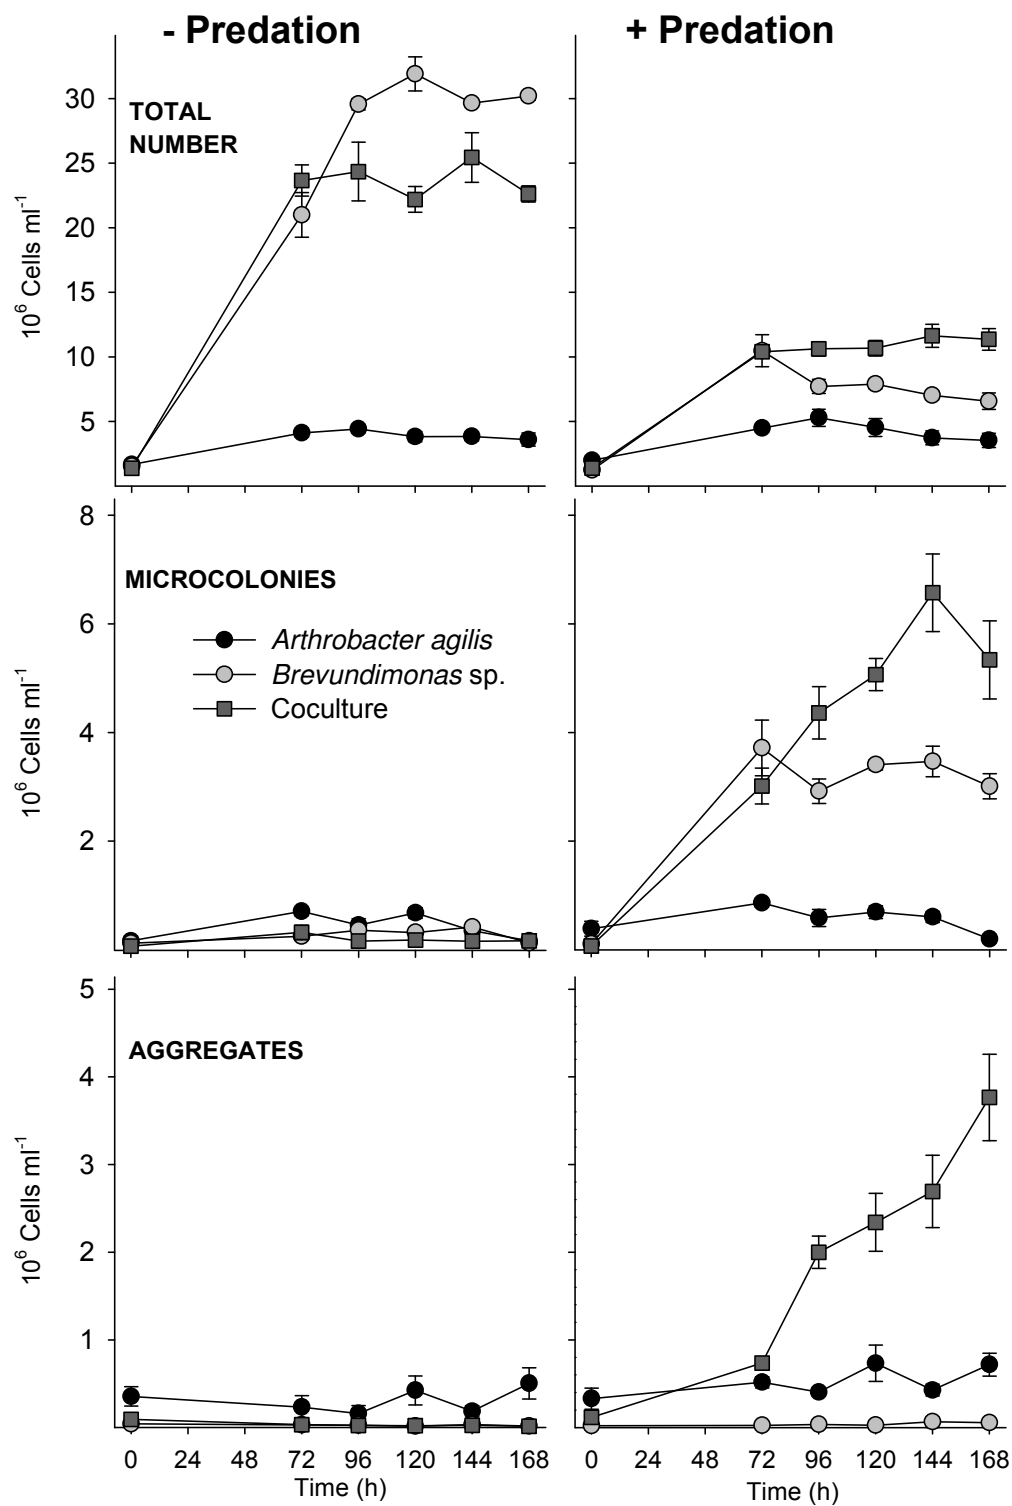 - Predation
+ Predation
TOTAL
NUMBER
30
25
20
15
10
5
10⁶ Cells ml⁻¹
MICROCOLONIES
Arthrobacter agilis
Brevundimonas sp.
Coculture
8
6
4
2
10⁶ Cells ml⁻¹
AGGREGATES
5
4
3
2
1
10⁶ Cells ml⁻¹
0 24 48 72 96 120 144 168
Time (h)
0 24 48 72 96 120 144 168
Time (h)